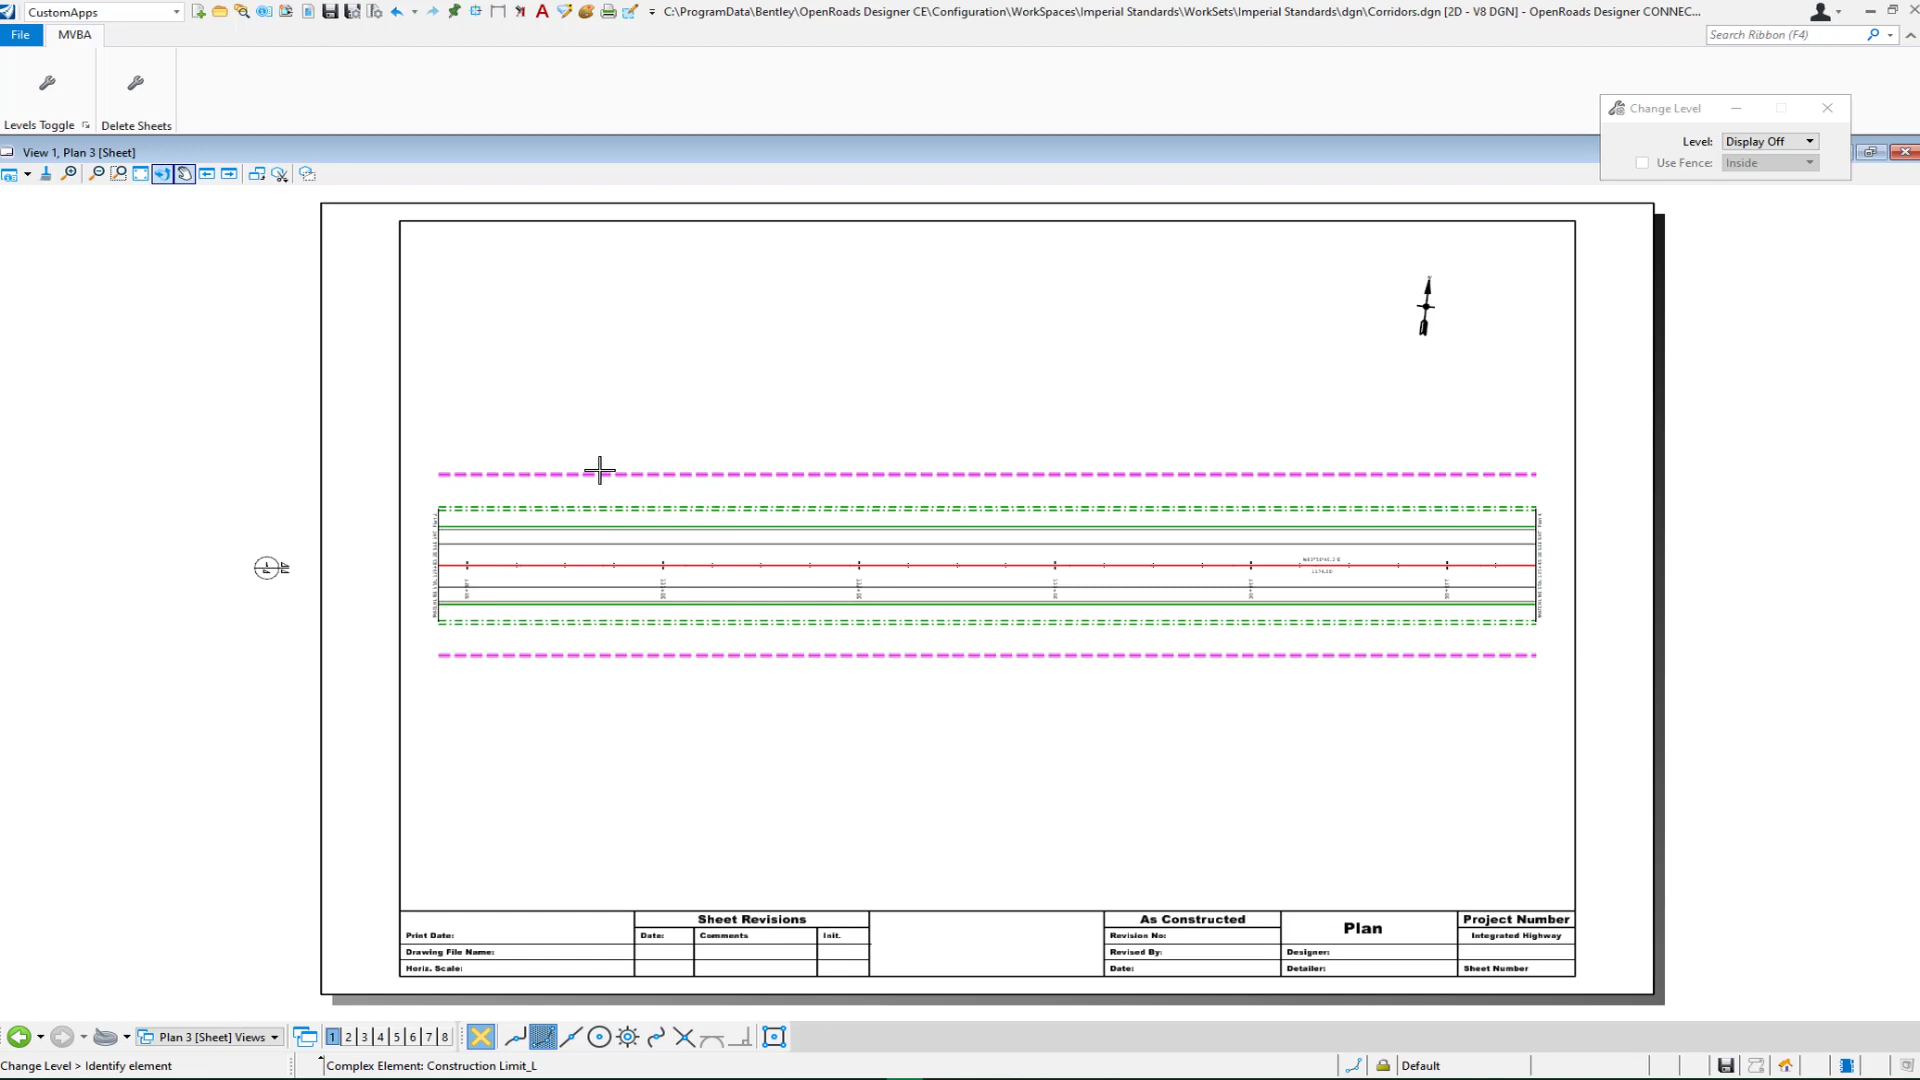 CustomApps
C:\ProgramData\Bentley\OpenRoads Designer CE\Configuration\WorkSpaces\Imperial Standards\WorkSets\Imperial Standards\dgn\Corridors.dgn [2D - V8 DGN] - OpenRoads Designer CONNEC...
File
MVBA
Search Ribbon (F4)
Levels Toggle
Delete Sheets
Change Level
Level:
Display Off
Use Fence:
Inside
View 1, Plan 3 [Sheet]
Sheet Revisions
As Constructed
Plan
Project Number
Print Date:
Date:
Comments
Init.
Revision No:
Integrated Highway
Drawing File Name:
Revised By:
Designer:
Horiz. Scale:
Date:
Detailer:
Sheet Number
Plan 3 [Sheet] Views
1 2 3 4 5 6 7 8
Change Level > Identify element
Complex Element: Construction Limit_L
Default